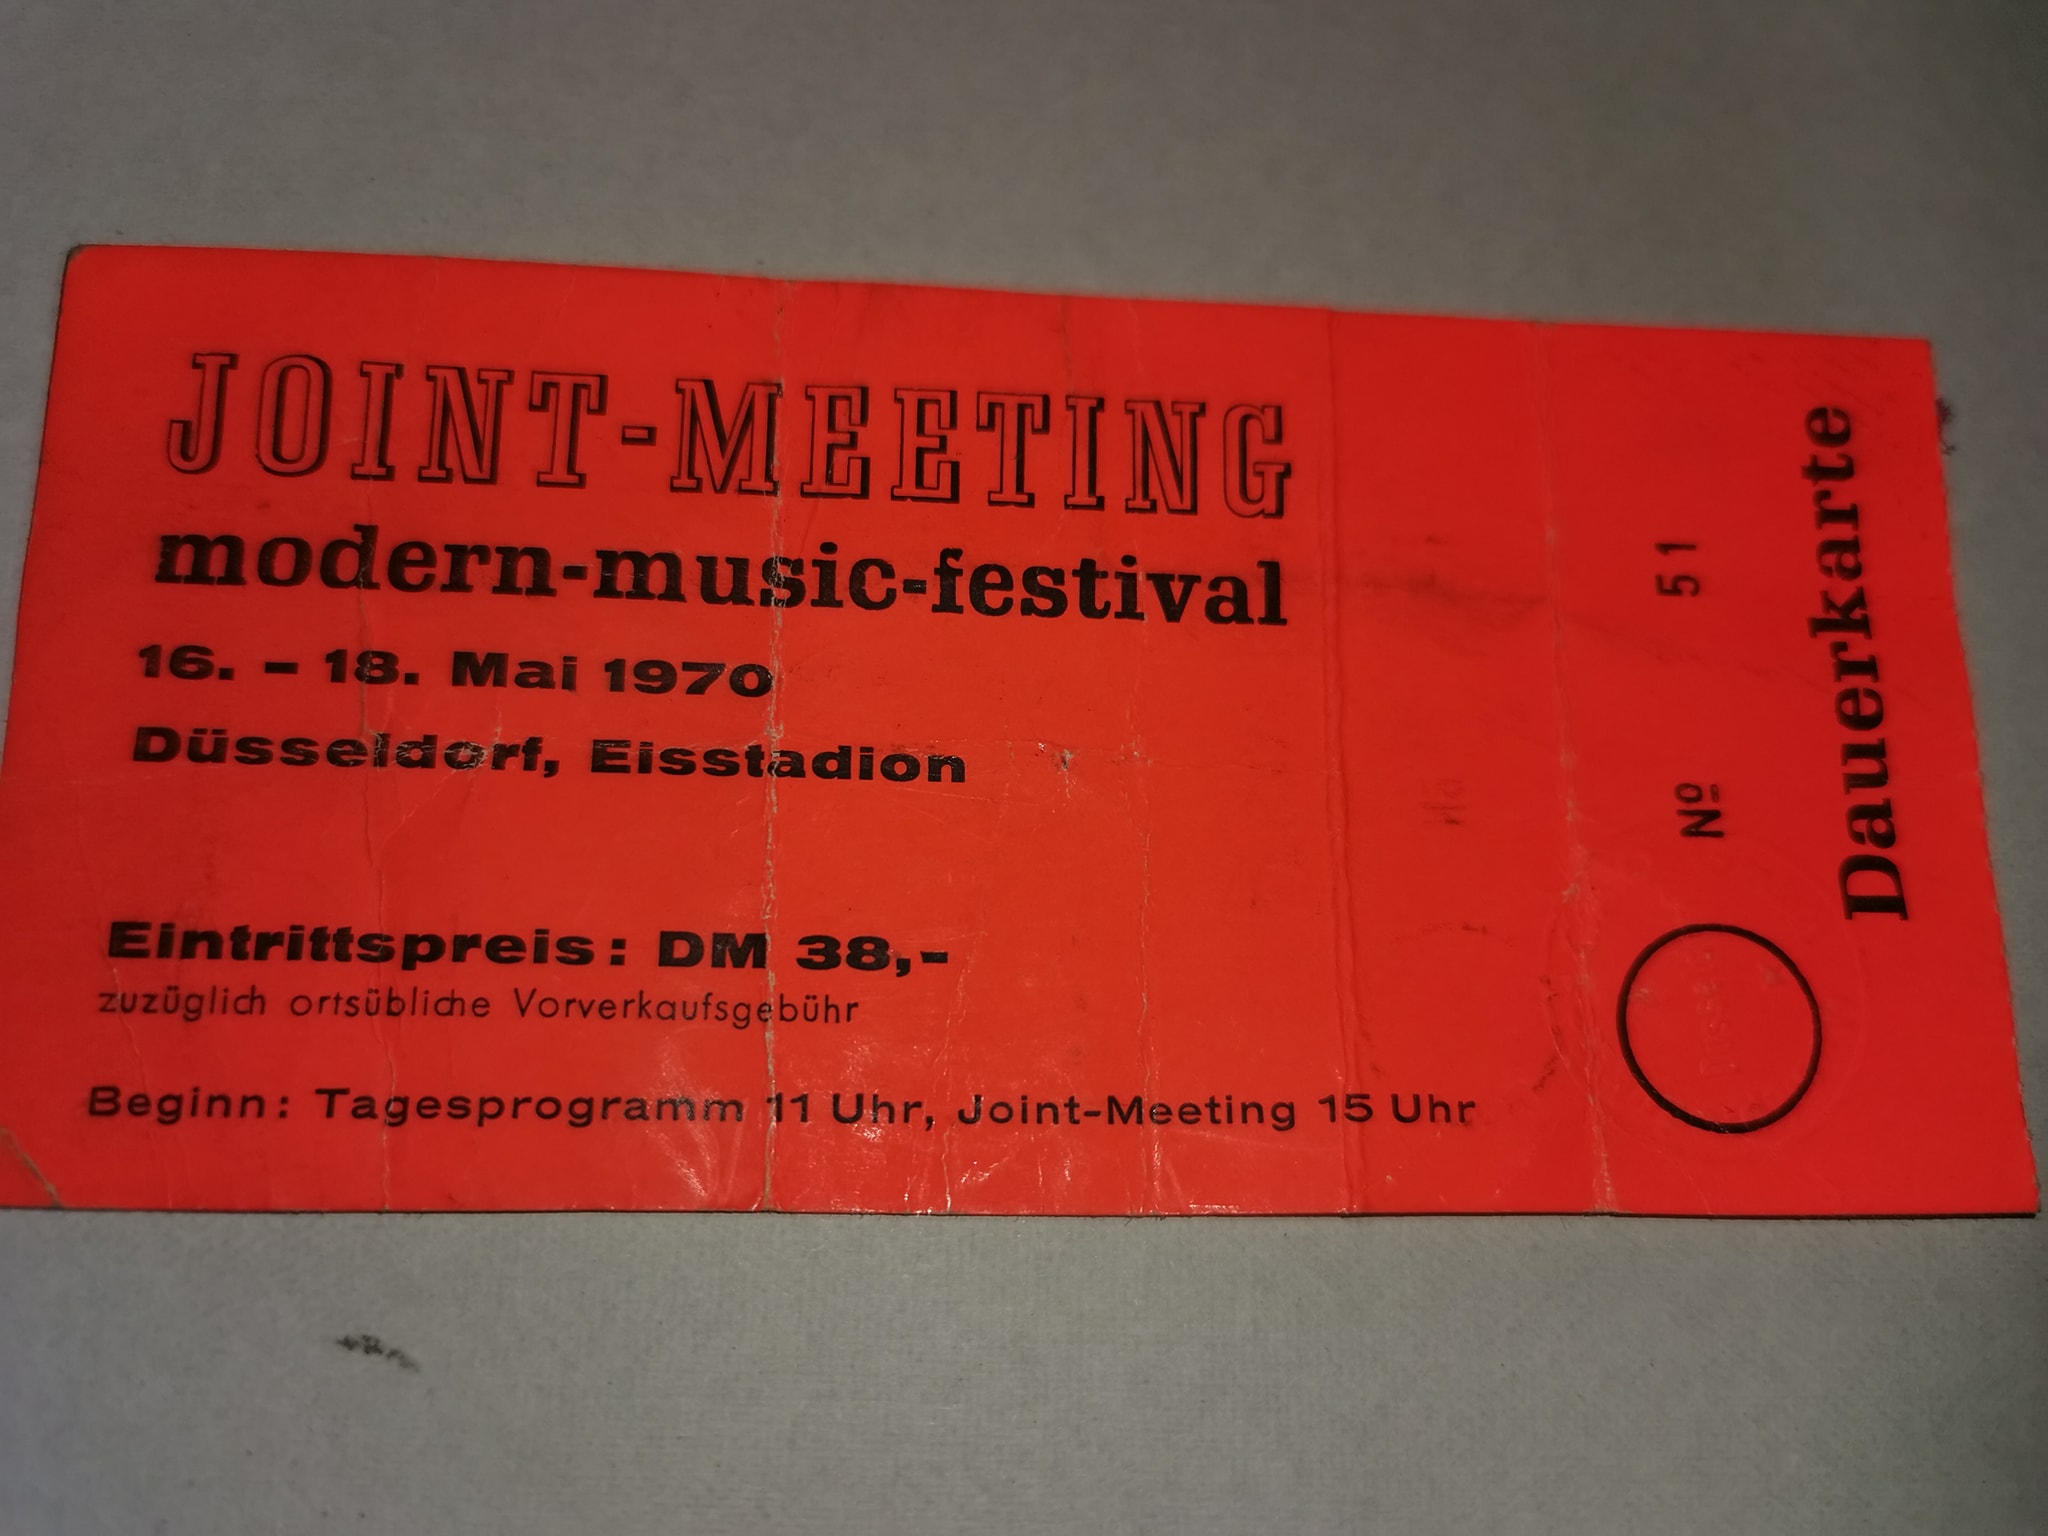 JOINT-MEETING
modern-music-festival
16. – 18. Mai 1970
Düsseldorf, Eisstadion
Eintrittspreis: DM 38,-
zuzüglich ortsübliche Vorverkaufsgebühr
Beginn: Tagesprogramm 11 Uhr, Joint-Meeting 15 Uhr
Nº 51
Dauerkarte